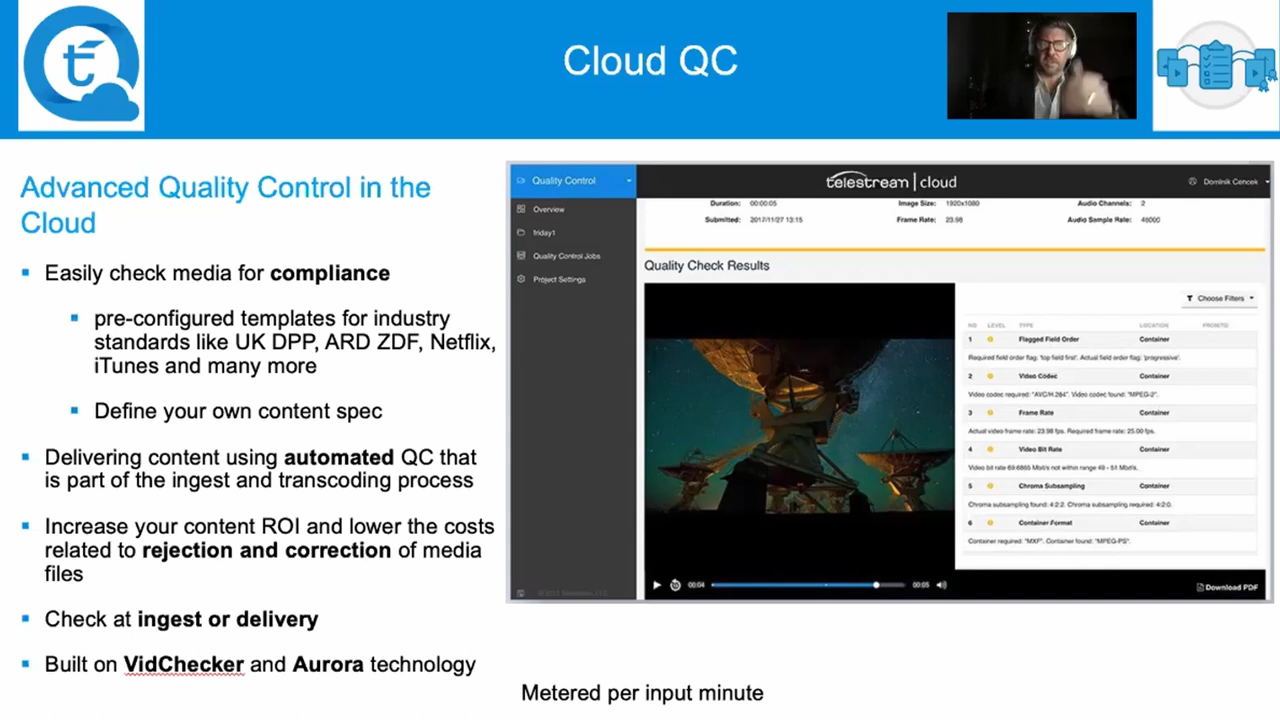 Cloud QC
Advanced Quality Control in the
Cloud
Easily check media for compliance
pre-configured templates for industry
standards like UK DPP, ARD ZDF, Netflix,
iTunes and many more
Define your own content spec
Delivering content using automated QC that
is part of the ingest and transcoding process
Increase your content ROI and lower the costs
related to rejection and correction of media
files
Check at ingest or delivery
Built on VidChecker and Aurora technology
Quality Control
telestream | cloud
Dominik Cencek
Overview
friday1
Quality Control Jobs
Project Settings
Duration: 00:00:05 Image Size: 1920x1080 Audio Channels: 2
Submitted: 2017/11/27 13:15 Frame Rate: 23.98 Audio Sample Rate: 48000
Quality Check Results
Choose Filters
NO LEVEL TYPE LOCATION
1 Flagged Field Order Container
Required field order flag: 'top field first'. Actual field order flag: 'progressive'.
2 Video Codec Container
Video codec required: "AVC/H.264". Video codec found: "MPEG-2".
3 Frame Rate Container
Actual video frame rate: 23.98 fps. Required frame rate: 25.00 fps.
4 Video Bit Rate Container
Video bit rate 69.6865 Mbit/s not within range 49 - 51 Mbit/s.
5 Chroma Subsampling Container
Chroma subsampling found: 4:2:2. Chroma subsampling required: 4:2:0.
6 Container Format Container
Container required: "MXF". Container found: "MPEG-PS".
00:04 00:05
Download PDF
Metered per input minute